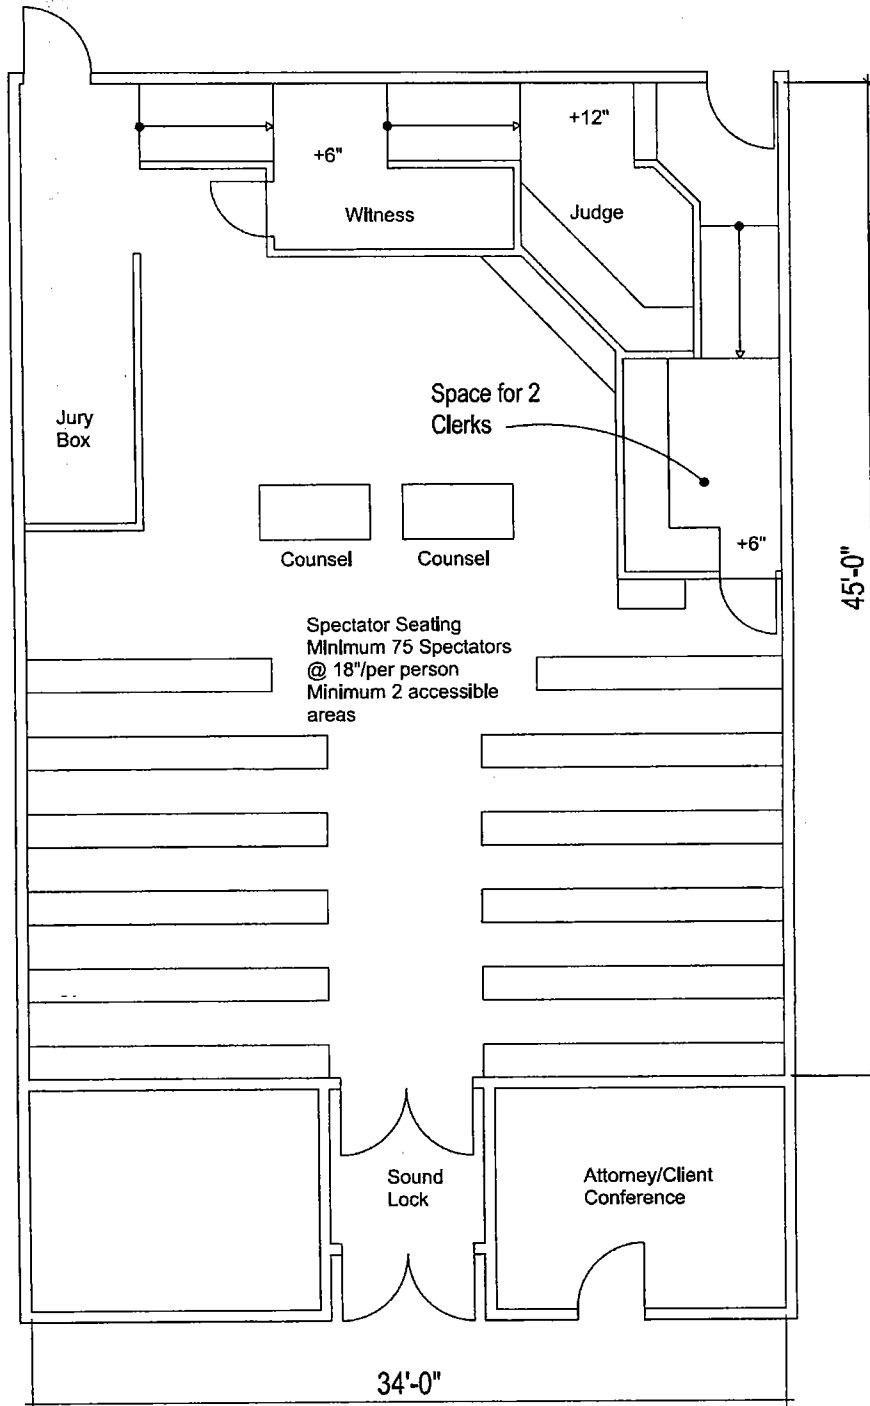 +12"
+6"
Witness
Judge
Space for 2
Clerks
Jury
Box
+6"
45'-0"
Counsel
Counsel
Spectator Seating
Minimum 75 Spectators
@ 18"/per person
Minimum 2 accessible
areas
Sound
Lock
Attorney/Client
Conference
34'-0"